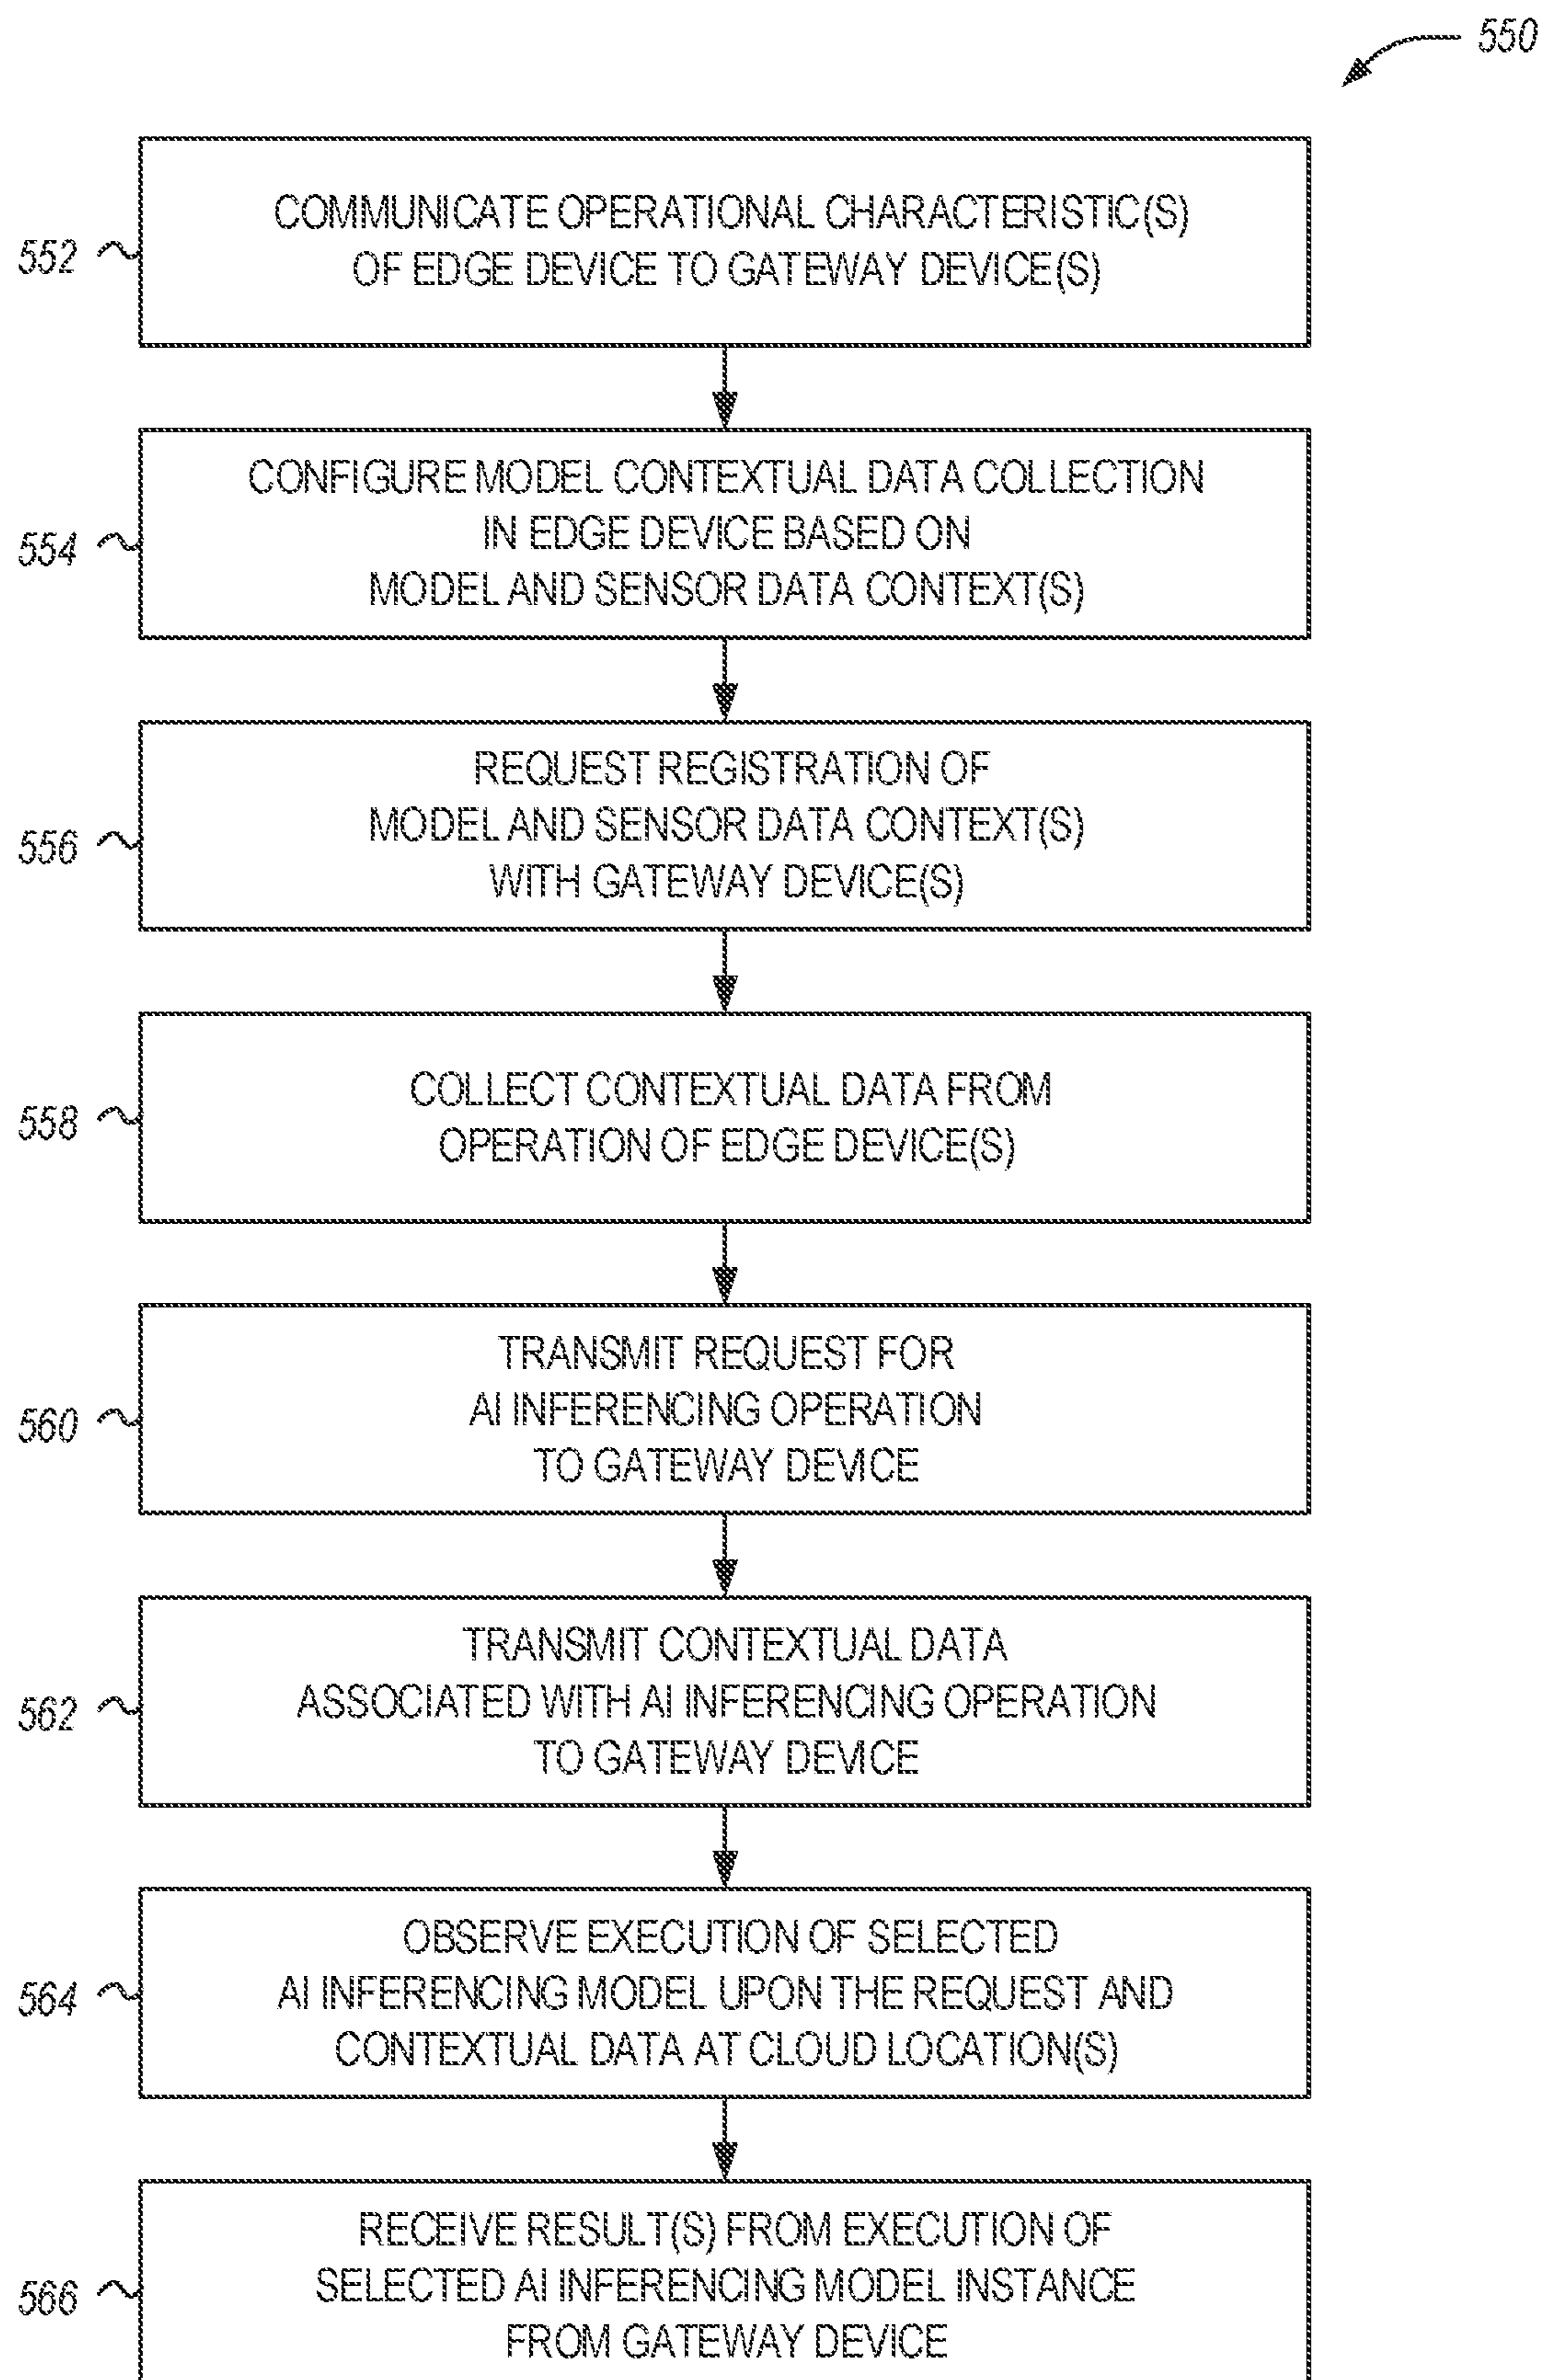 550
552
COMMUNICATE OPERATIONAL CHARACTERISTIC(S)
OF EDGE DEVICE TO GATEWAY DEVICE(S)
554
CONFIGURE MODEL CONTEXTUAL DATA COLLECTION
IN EDGE DEVICE BASED ON
MODEL AND SENSOR DATA CONTEXT(S)
556
REQUEST REGISTRATION OF
MODEL AND SENSOR DATA CONTEXT(S)
WITH GATEWAY DEVICE(S)
558
COLLECT CONTEXTUAL DATA FROM
OPERATION OF EDGE DEVICE(S)
560
TRANSMIT REQUEST FOR
AI INFERENCING OPERATION
TO GATEWAY DEVICE
562
TRANSMIT CONTEXTUAL DATA
ASSOCIATED WITH AI INFERENCING OPERATION
TO GATEWAY DEVICE
564
OBSERVE EXECUTION OF SELECTED
AI INFERENCING MODEL UPON THE REQUEST AND
CONTEXTUAL DATA AT CLOUD LOCATION(S)
566
RECEIVE RESULT(S) FROM EXECUTION OF
SELECTED AI INFERENCING MODEL INSTANCE
FROM GATEWAY DEVICE